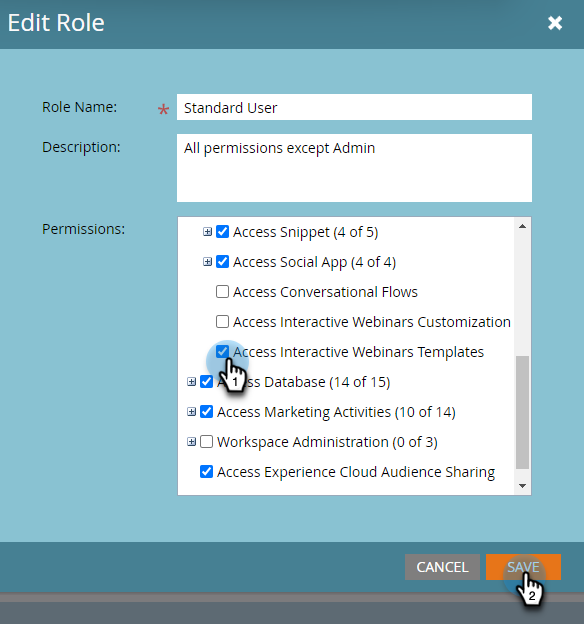 Edit Role
Role Name: * Standard User
Description: All permissions except Admin
Permissions:
Access Snippet (4 of 5)
Access Social App (4 of 4)
Access Conversational Flows
Access Interactive Webinars Customization
Access Interactive Webinars Templates
1
ss Database (14 of 15)
Access Marketing Activities (10 of 14)
Workspace Administration (0 of 3)
Access Experience Cloud Audience Sharing
CANCEL SAVE
2